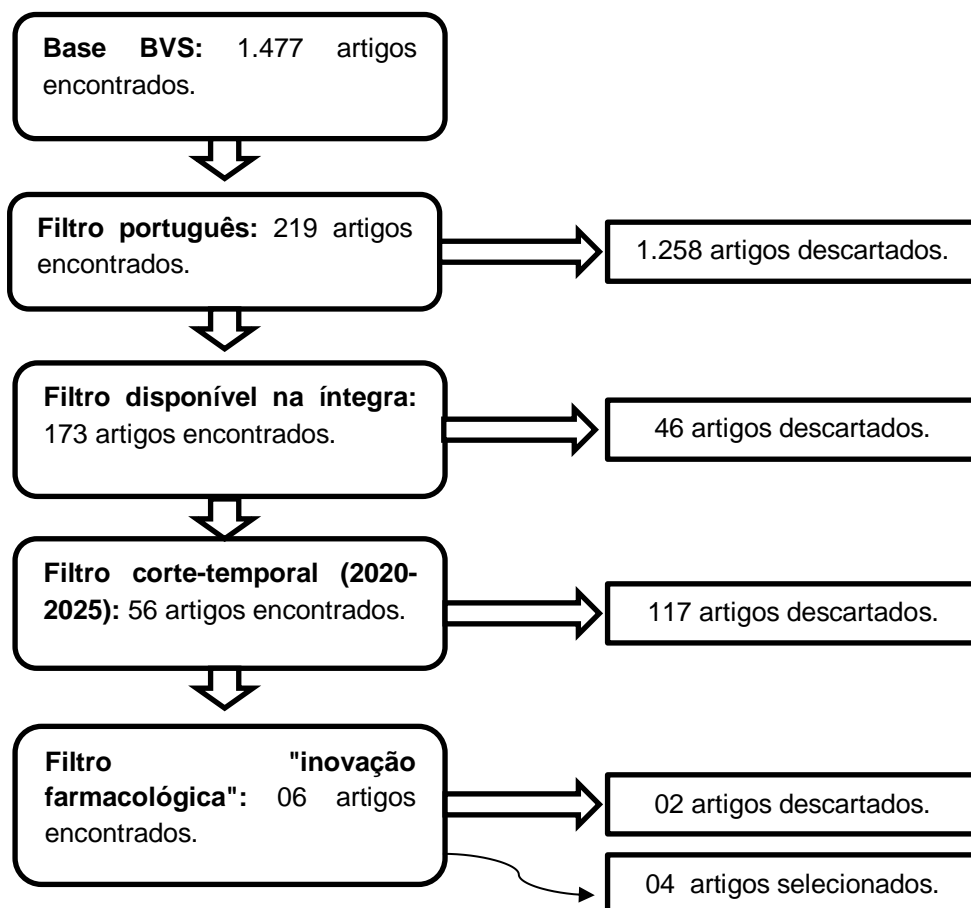 Base BVS: 1.477 artigos
encontrados.
Filtro português: 219 artigos
encontrados.
1.258 artigos descartados.
Filtro disponível na íntegra:
173 artigos encontrados.
46 artigos descartados.
Filtro corte-temporal (2020-
2025): 56 artigos encontrados.
117 artigos descartados.
Filtro "inovação
farmacológica": 06 artigos
encontrados.
02 artigos descartados.
04 artigos selecionados.